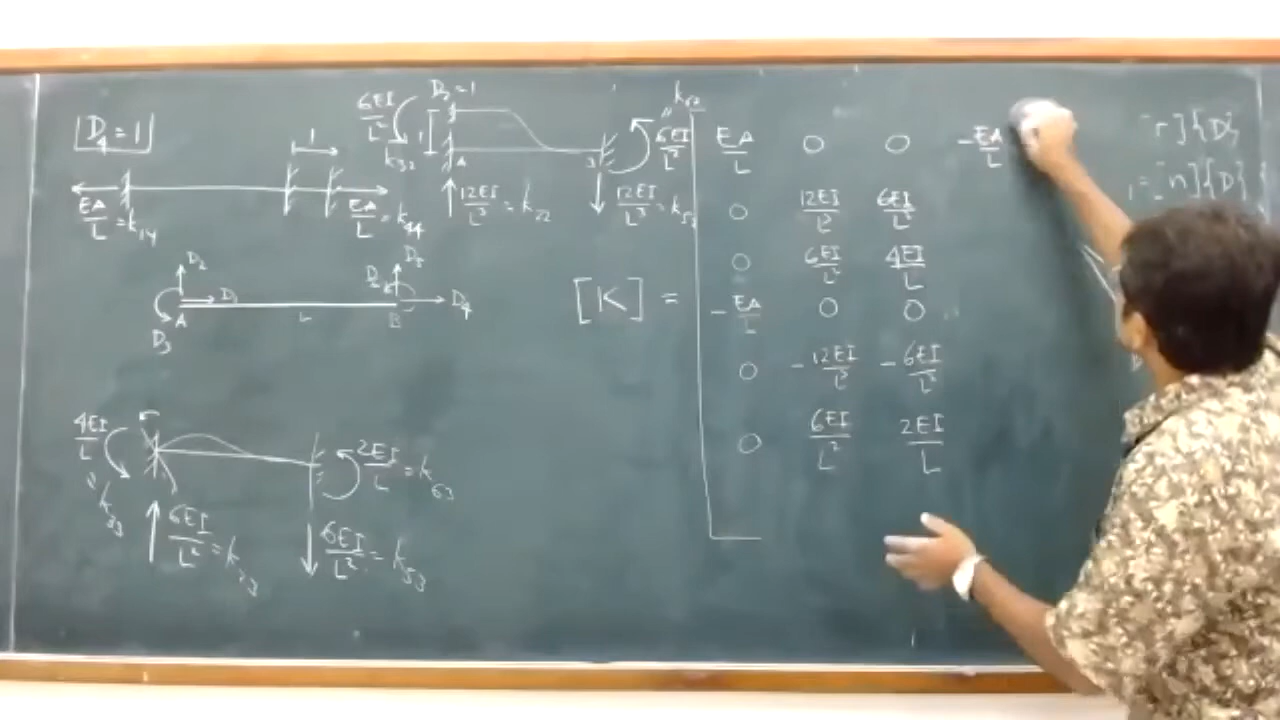 D₄ = 1
1
EA/L = k₁₄
EA/L = k₄₄
D₂
D₁
D₃
A
L
B
D₅
D₆
D₄
6EI/L²
k₃₂
D₂=1
1
A
B
12EI/L³ = k₂₂
k₆₂
"
6EI/L²
12EI/L³ = k₅₂
4EI/L
"
k₃₃
6EI/L² = k₂₃
2EI/L = k₆₃
6EI/L² = k₅₃
[K] =
EA/L 0 0 -EA/L
0 12EI/L³ 6EI/L²
0 6EI/L² 4EI/L
-EA/L 0 0
0 -12EI/L³ -6EI/L²
0 6EI/L² 2EI/L
]{D}
]{D}